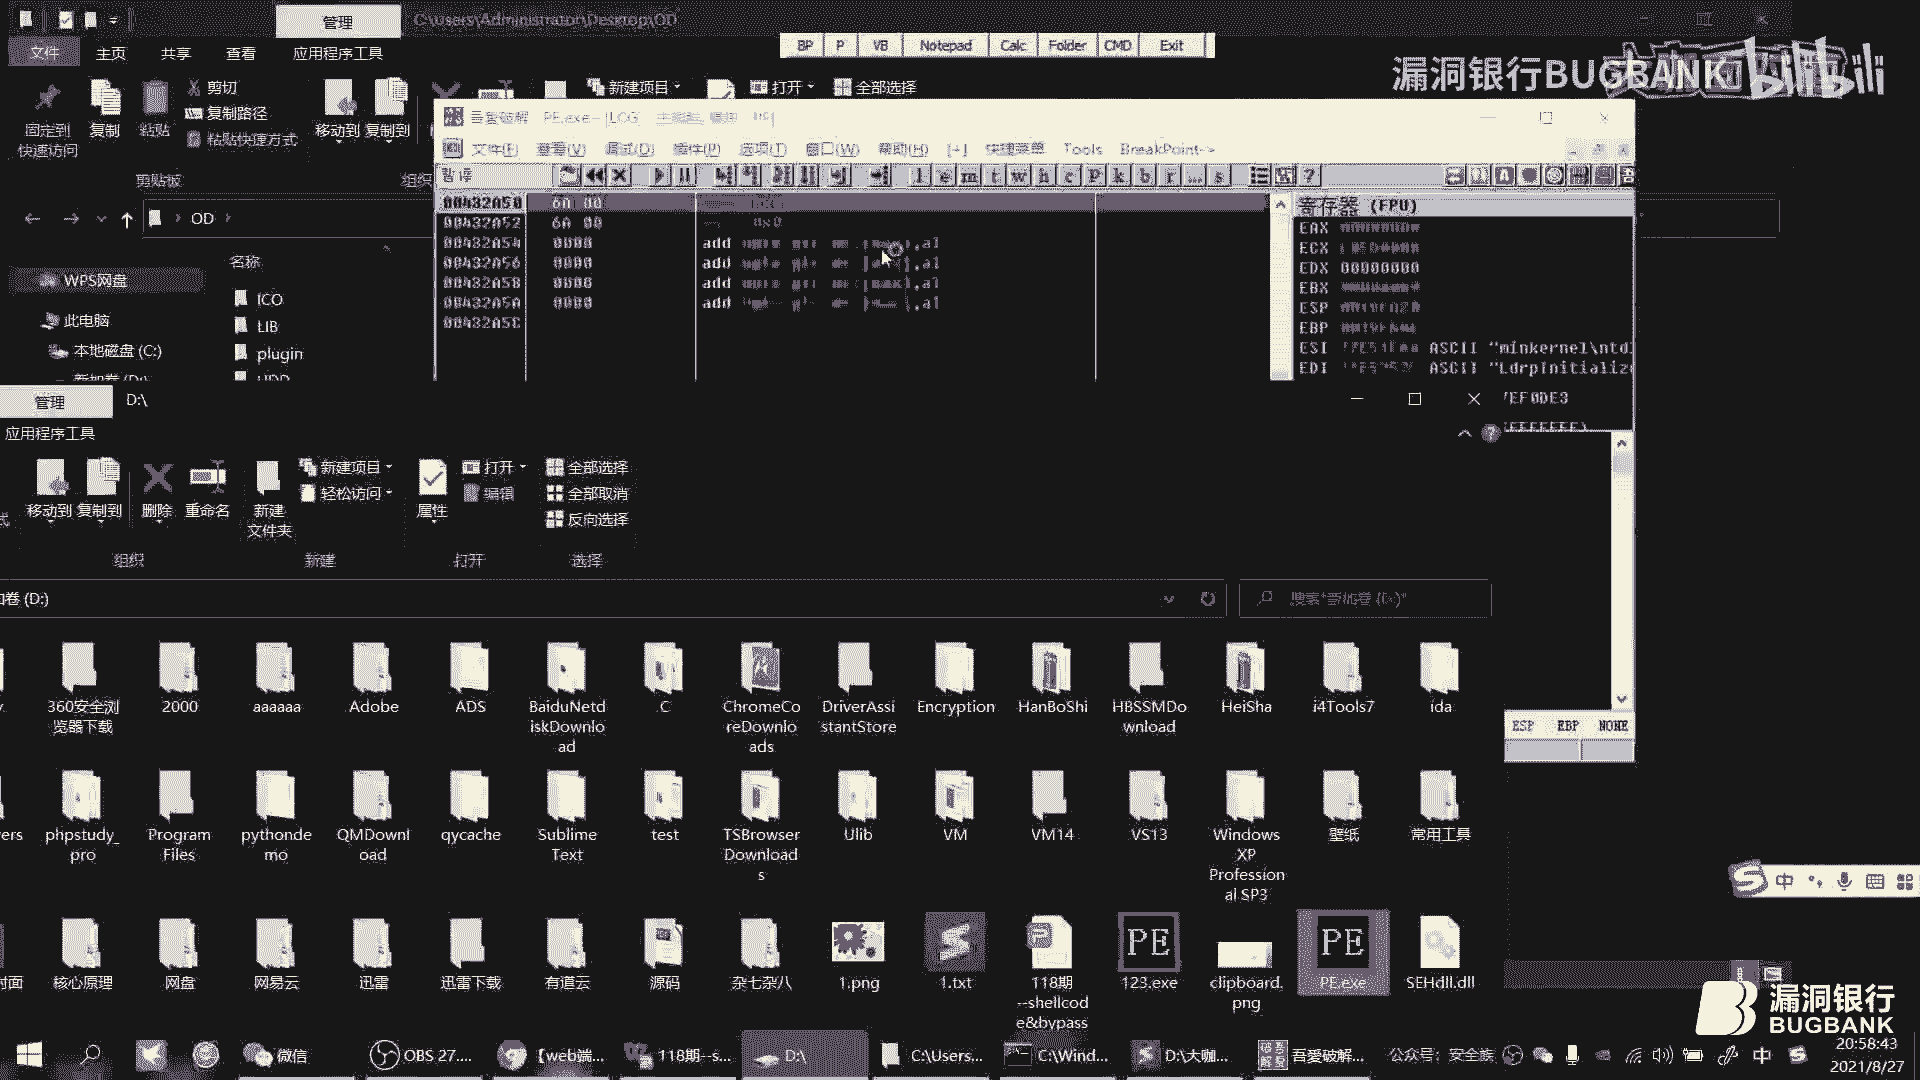 管理
C:\Users\Administrator\Desktop\OD
文件 主页 共享 查看 应用程序工具
BP P VB Notepad Calc Folder CMD Exit
漏洞银行BUGBANK bilibili
固定到快速访问
复制
粘贴
剪切
复制路径
粘贴快捷方式
移动到 复制到
新建项目
打开
全部选择
剪贴板
组织
OD
名称
WPS网盘
此电脑
本地磁盘 (C:)
ICO
LIB
plugin
吾爱破解 PE.exe - [LCG
文件(F) 查看(V) 调试(D) 插件(P) 选项(T) 窗口(W) 帮助(H) [+] 快捷菜单 Tools BreakPoint->
暂停
l e m t w h c P k b r ... s
00432A50 6A 00
00432A52 6A 00
00432A54 0000 add
00432A56 0000 add
00432A58 0000 add
00432A5A 0000 add
00432A5C
寄存器 (FPU)
EAX
ECX
EDX 00000000
EBX
ESP
EBP
ESI ASCII "minkernel\ntd
EDI ASCII "LdrpInitialize
ESP EBP NONE
管理 D:\
应用程序工具
移动到 复制到 删除 重命名
新建文件夹
新建项目
轻松访问
属性
打开
编辑
全部选择
全部取消
反向选择
组织 新建 打开 选择
卷 (D:)
搜索"新加卷 (D:)"
360安全浏览器下载
2000
aaaaaa
Adobe
ADS
BaiduNetdiskDownload
C
ChromeCoreDownloads
DriverAssistantStore
Encryption
HanBoShi
HBSSMDownload
HeiSha
i4Tools7
ida
phpstudy_pro
Program Files
pythondemo
QMDownload
qycache
Sublime Text
test
TSBrowserDownloads
Ulib
VM
VM14
VS13
Windows XP Professional SP3
壁纸
常用工具
核心原理
网盘
网易云
迅雷
迅雷下载
有道云
源码
杂七杂八
1.png
1.txt
118期--shellcode&bypass
123.exe
clipboard.png
PE.exe
SEHdll.dll
漏洞银行
BUGBANK
微信
OBS 27....
【web端...
118期--s...
D:\
C:\Users...
C:\Wind...
D:\大咖...
吾爱破解...
公众号：安全族
中
20:58:43
2021/8/27